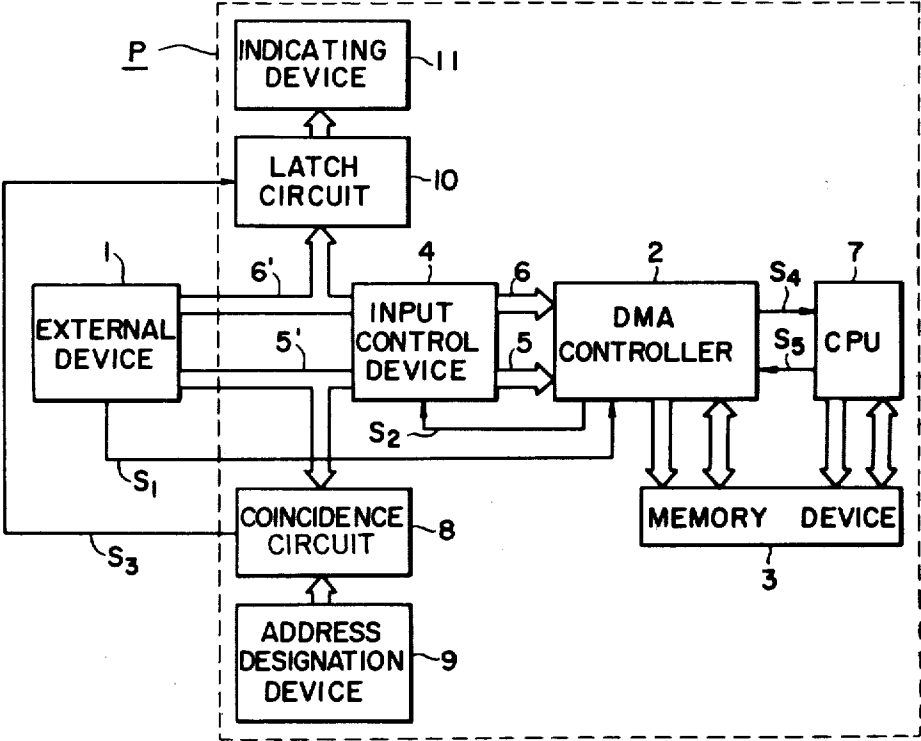 P
INDICATING
DEVICE
11
LATCH
CIRCUIT
10
1
6'
4
6
2
S4
7
EXTERNAL
DEVICE
5'
INPUT
CONTROL
DEVICE
5
DMA
CONTROLLER
S5
CPU
S2
S1
COINCIDENCE
CIRCUIT
8
MEMORY DEVICE
3
S3
ADDRESS
DESIGNATION
DEVICE
9